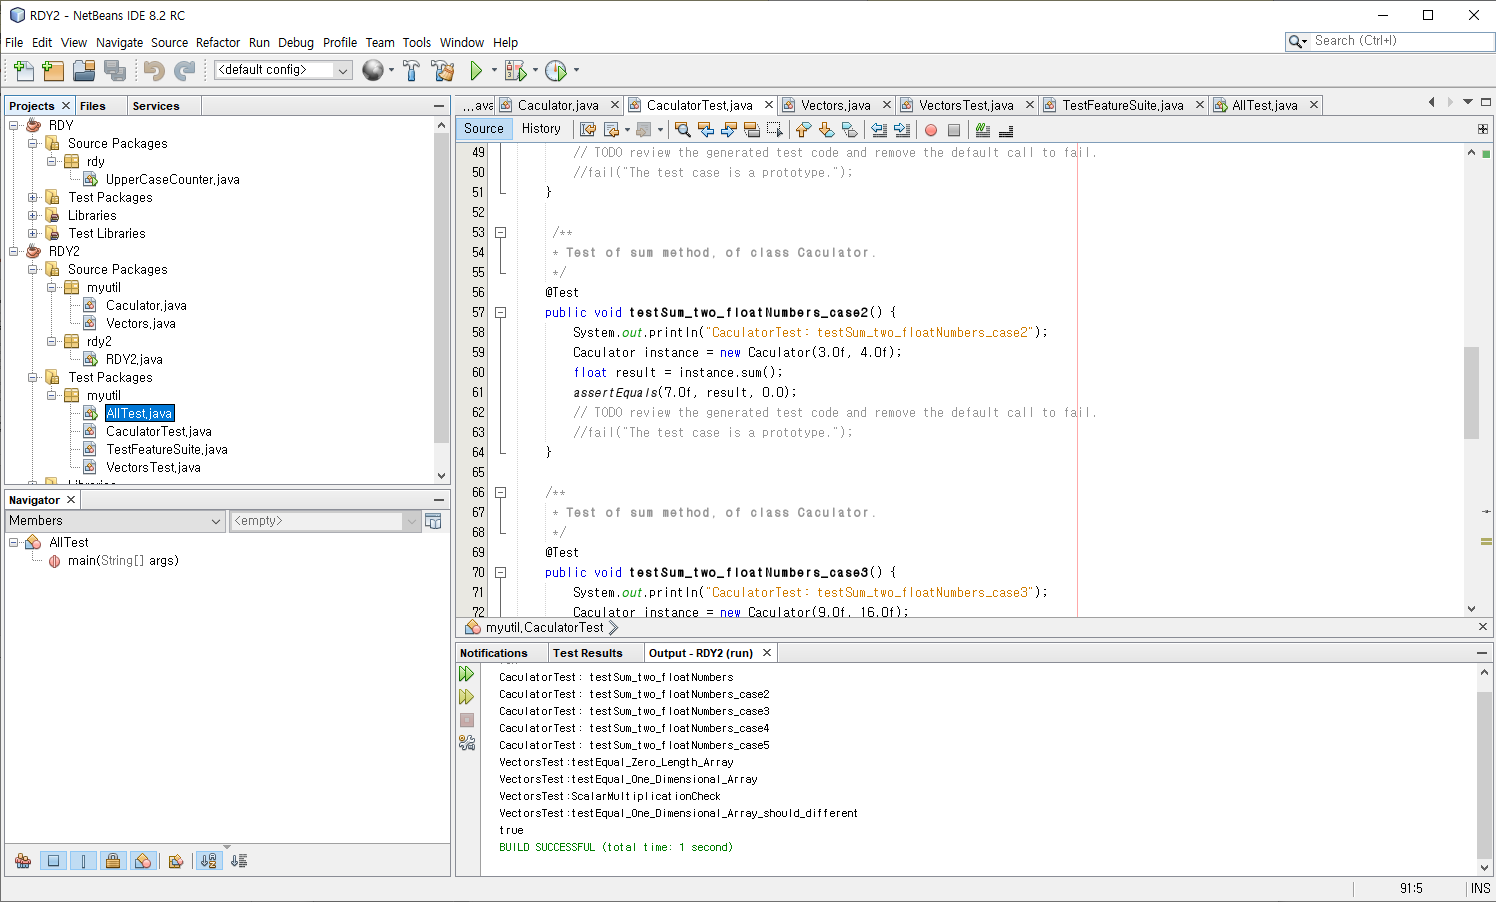 RDY2 - NetBeans IDE 8.2 RC
File Edit View Navigate Source Refactor Run Debug Profile Team Tools Window Help
Search (Ctrl+I)
<default config>
Projects Files Services
RDY
Source Packages
rdy
UpperCaseCounter.java
Test Packages
Libraries
Test Libraries
RDY2
Source Packages
myutil
Caculator.java
Vectors.java
rdy2
RDY2.java
Test Packages
myutil
AllTest.java
CaculatorTest.java
TestFeatureSuite.java
VectorsTest.java
Libraries
Navigator
Members <empty>
AllTest
main(String[] args)
...ava Caculator.java CaculatorTest.java Vectors.java VectorsTest.java TestFeatureSuite.java AllTest.java
Source History
49 // TODO review the generated test code and remove the default call to fail.
50 //fail("The test case is a prototype.");
51 }
52
53 /**
54 * Test of sum method, of class Caculator.
55 */
56 @Test
57 public void testSum_two_floatNumbers_case2() {
58 System.out.println("CaculatorTest: testSum_two_floatNumbers_case2");
59 Caculator instance = new Caculator(3.0f, 4.0f);
60 float result = instance.sum();
61 assertEquals(7.0f, result, 0.0);
62 // TODO review the generated test code and remove the default call to fail.
63 //fail("The test case is a prototype.");
64 }
65
66 /**
67 * Test of sum method, of class Caculator.
68 */
69 @Test
70 public void testSum_two_floatNumbers_case3() {
71 System.out.println("CaculatorTest: testSum_two_floatNumbers_case3");
72 Caculator instance = new Caculator(9.0f, 16.0f);
myutil.CaculatorTest
Notifications Test Results Output - RDY2 (run)
run:
CaculatorTest: testSum_two_floatNumbers
CaculatorTest: testSum_two_floatNumbers_case2
CaculatorTest: testSum_two_floatNumbers_case3
CaculatorTest: testSum_two_floatNumbers_case4
CaculatorTest: testSum_two_floatNumbers_case5
VectorsTest:testEqual_Zero_Length_Array
VectorsTest:testEqual_One_Dimensional_Array
VectorsTest:ScalarMultiplicationCheck
VectorsTest:testEqual_One_Dimensional_Array_should_different
true
BUILD SUCCESSFUL (total time: 1 second)
91:5 INS